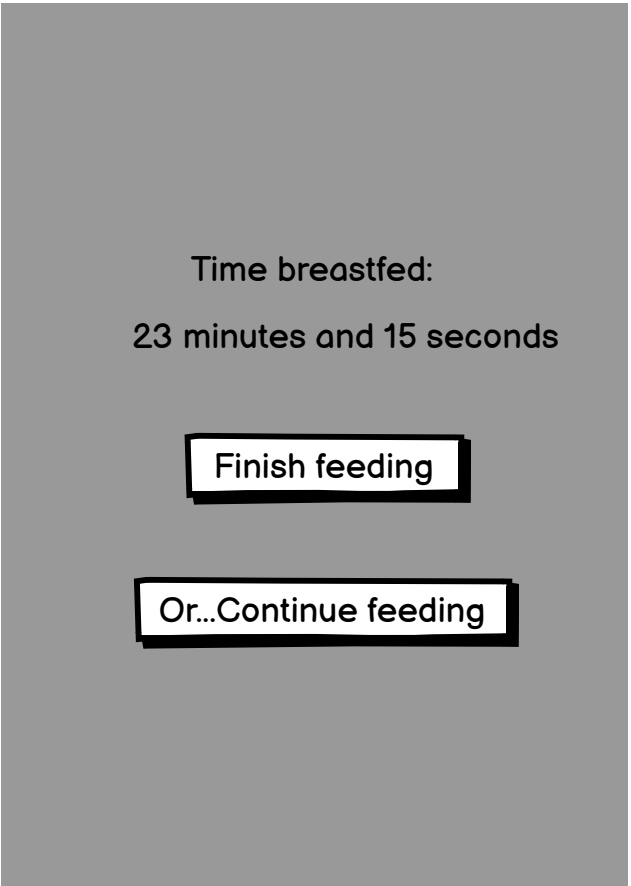 Time breastfed:
23 minutes and 15 seconds
Finish feeding
Or...Continue feeding